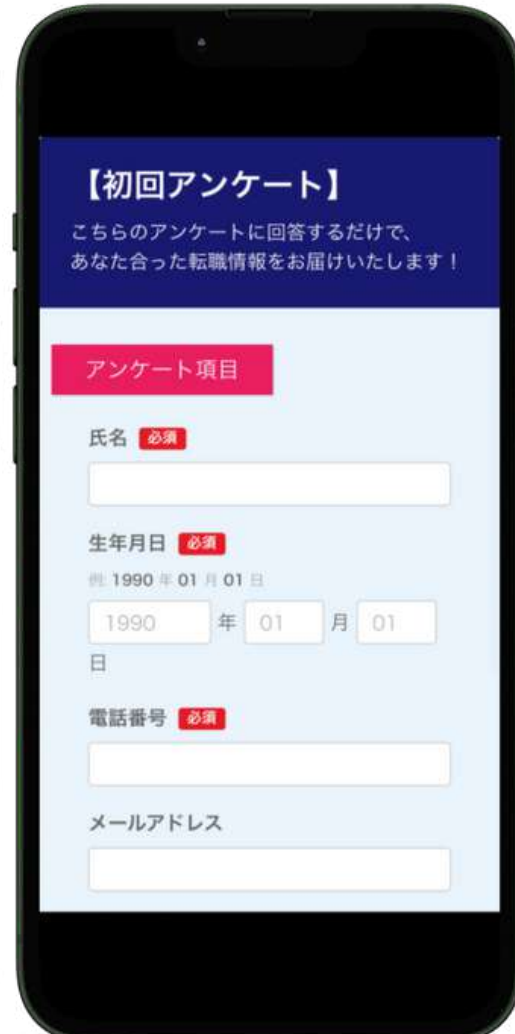 【初回アンケート】
こちらのアンケートに回答するだけで、
あなた合った転職情報をお届けいたします！
アンケート項目
氏名 必須
生年月日 必須
例: 1990 年 01 月 01 日
1990 年 01 月 01
日
電話番号 必須
メールアドレス